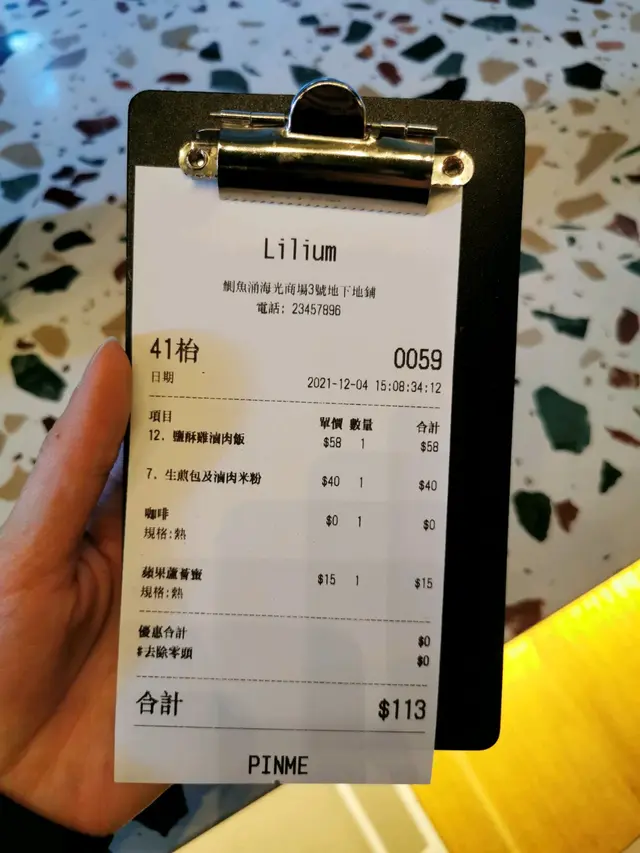 Lilium
鰂魚涌海光商場3號地下地鋪
電話: 23457896
41枱 0059
日期 2021-12-04 15:08:34:12
項目 單價 數量 合計
12. 鹽酥雞滷肉飯 $58 1 $58
7. 生煎包及滷肉米粉 $40 1 $40
咖啡 $0 1 $0
規格:熱
蘋果蘆薈蜜 $15 1 $15
規格:熱
優惠合計 $0
#去除零頭 $0
合計 $113
PINME